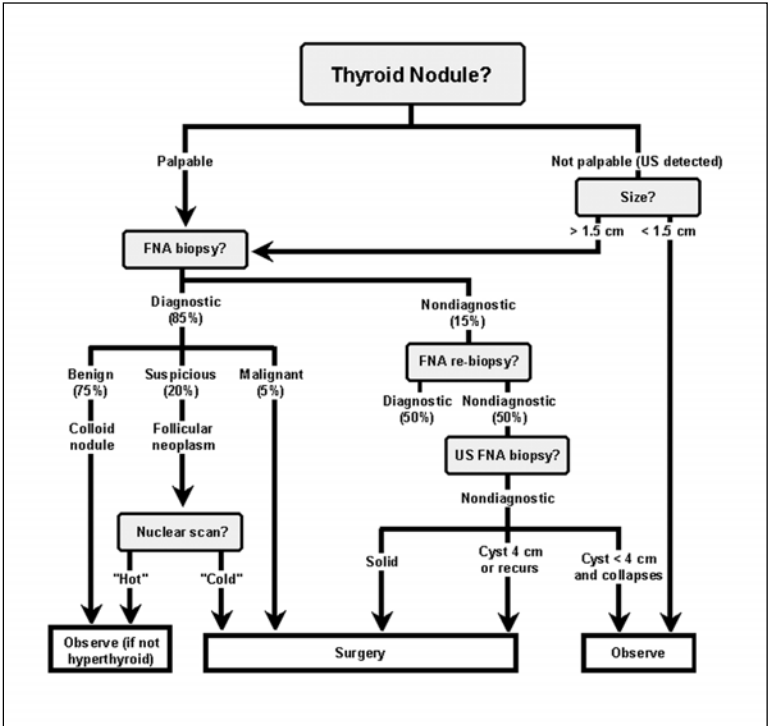 Thyroid Nodule?
Palpable
Not palpable (US detected)
Size?
> 1.5 cm
< 1.5 cm
FNA biopsy?
Diagnostic
(85%)
Nondiagnostic
(15%)
FNA re-biopsy?
Benign
(75%)
Suspicious
(20%)
Malignant
(5%)
Diagnostic
(50%)
Nondiagnostic
(50%)
Colloid
nodule
Follicular
neoplasm
US FNA biopsy?
Nondiagnostic
Nuclear scan?
"Hot"
"Cold"
Solid
Cyst 4 cm
or recurs
Cyst < 4 cm
and collapses
Observe (if not
hyperthyroid)
Surgery
Observe